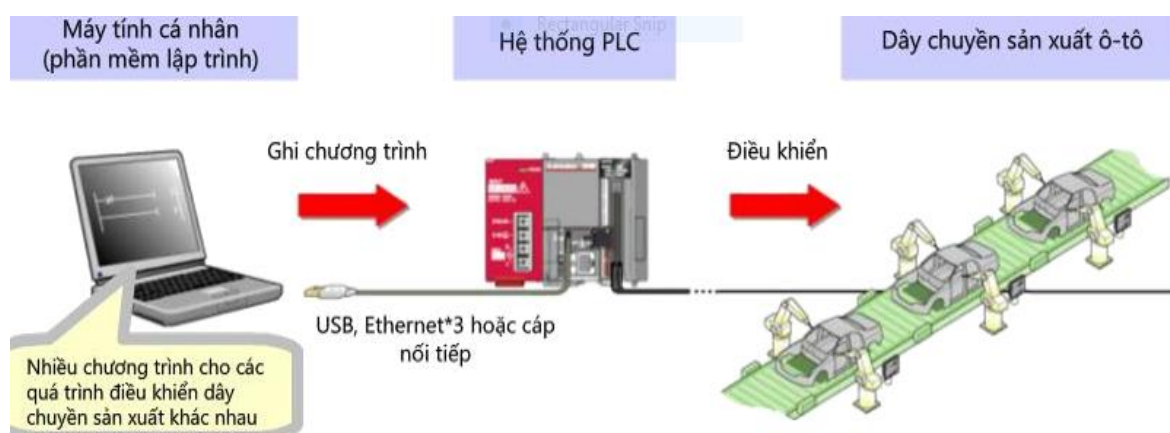 Máy tính cá nhân
(phần mềm lập trình)
Rectangular Snip
Hệ thống PLC
Dây chuyền sản xuất ô-tô
Ghi chương trình
Điều khiển
USB, Ethernet*3 hoặc cáp
nối tiếp
Nhiều chương trình cho các
quá trình điều khiển dây
chuyền sản xuất khác nhau